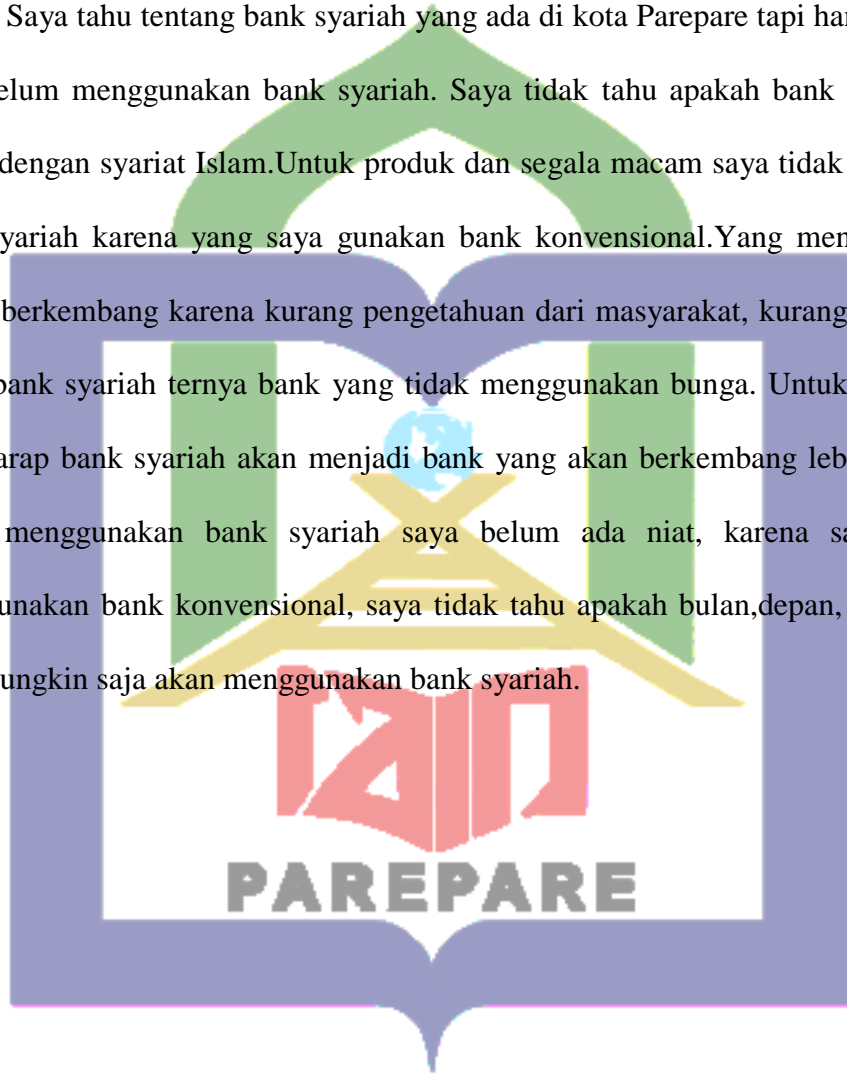 Saya tahu tentang bank syariah yang ada di kota Parepare tapi har
elum menggunakan bank syariah. Saya tidak tahu apakah bank
dengan syariat Islam.Untuk produk dan segala macam saya tidak
yariah karena yang saya gunakan bank konvensional.Yang men
berkembang karena kurang pengetahuan dari masyarakat, kurang
bank syariah ternya bank yang tidak menggunakan bunga. Untuk
arap bank syariah akan menjadi bank yang akan berkembang leb
menggunakan bank syariah saya belum ada niat, karena sa
unakan bank konvensional, saya tidak tahu apakah bulan,depan,
ungkin saja akan menggunakan bank syariah.
iain
PAREPARE